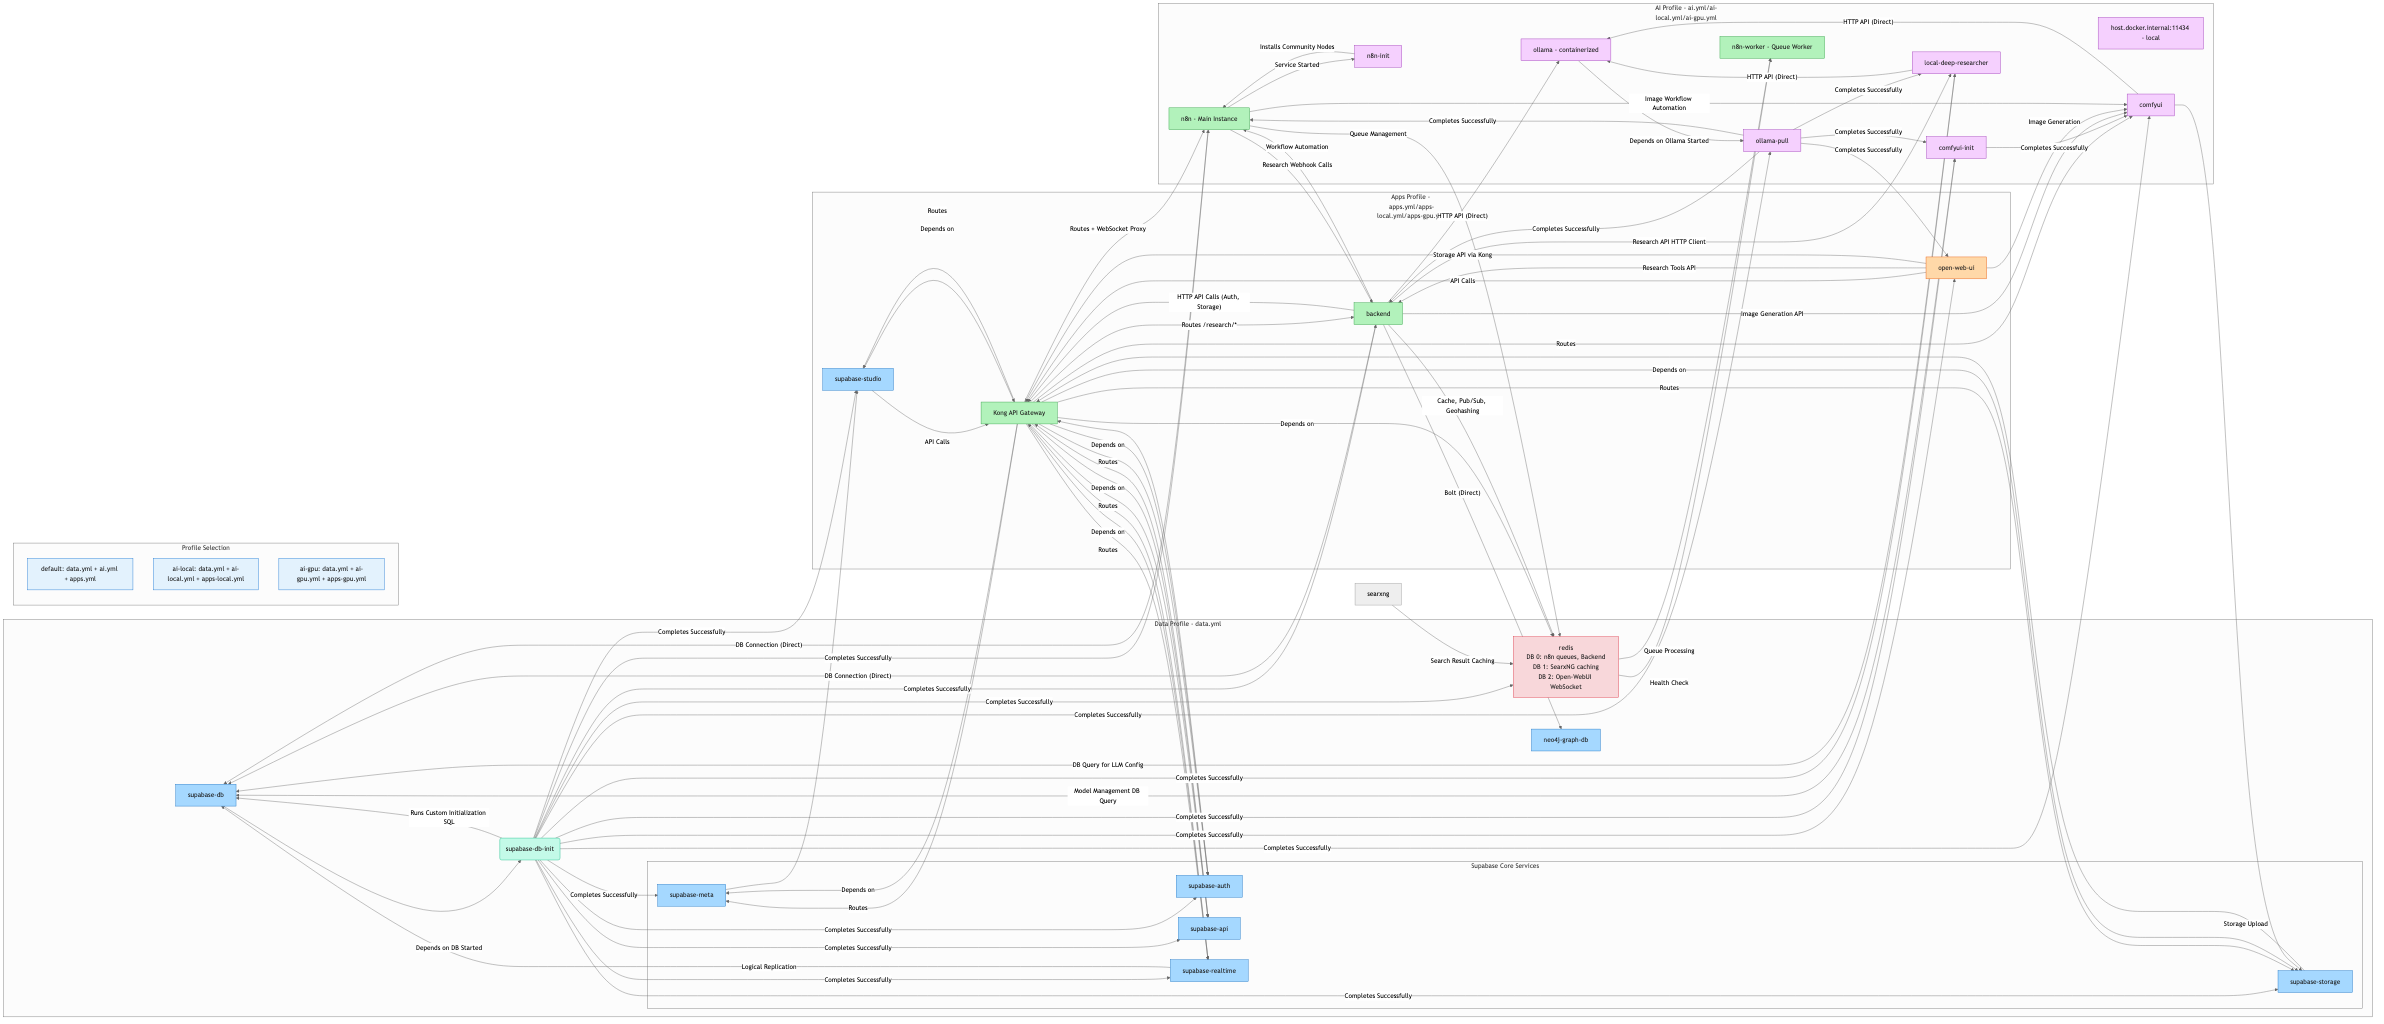 AI Profile - ai.yml/ai-
local.yml/ai-gpu.yml
HTTP API (Direct)
host.docker.internal:11434
- local
Installs Community Nodes
n8n-init
Service Started
ollama - containerized
n8n-worker - Queue Worker
local-deep-researcher
HTTP API (Direct)
Completes Successfully
Image Workflow
Automation
comfyui
n8n - Main Instance
Completes Successfully
Image Generation
Queue Management
Depends on Ollama Started
ollama-pull
Completes Successfully
Completes Successfully
comfyui-init
Completes Successfully
Workflow Automation
Research Webhook Calls
Apps Profile -
apps.yml/apps-
local.yml/apps-gpu.y
HTTP API (Direct)
Routes
Depends on
Routes + WebSocket Proxy
Completes Successfully
Research API HTTP Client
Storage API via Kong
Research Tools API
open-web-ui
API Calls
HTTP API Calls (Auth,
Storage)
backend
Image Generation API
Routes /research/*
Routes
supabase-studio
Depends on
Routes
Kong API Gateway
Cache, Pub/Sub,
Geohashing
Depends on
API Calls
Depends on
Routes
Depends on
Routes
Depends on
Routes
Bolt (Direct)
Profile Selection
default: data.yml + ai.yml
+ apps.yml
ai-local: data.yml + ai-
local.yml + apps-local.yml
ai-gpu: data.yml + ai-
gpu.yml + apps-gpu.yml
searxng
Data Profile - data.yml
Completes Successfully
DB Connection (Direct)
Completes Successfully
DB Connection (Direct)
Completes Successfully
Completes Successfully
Completes Successfully
Search Result Caching
redis
DB 0: n8n queues, Backend
DB 1: SearxNG caching
DB 2: Open-WebUI
WebSocket
Queue Processing
Health Check
neo4j-graph-db
DB Query for LLM Config
Completes Successfully
Model Management DB
Query
supabase-db
Runs Custom Initialization
SQL
Completes Successfully
Completes Successfully
supabase-db-init
Completes Successfully
Supabase Core Services
Completes Successfully
supabase-meta
Depends on
Routes
supabase-auth
Completes Successfully
supabase-api
Completes Successfully
Depends on DB Started
Logical Replication
supabase-realtime
Completes Successfully
Storage Upload
supabase-storage
Completes Successfully